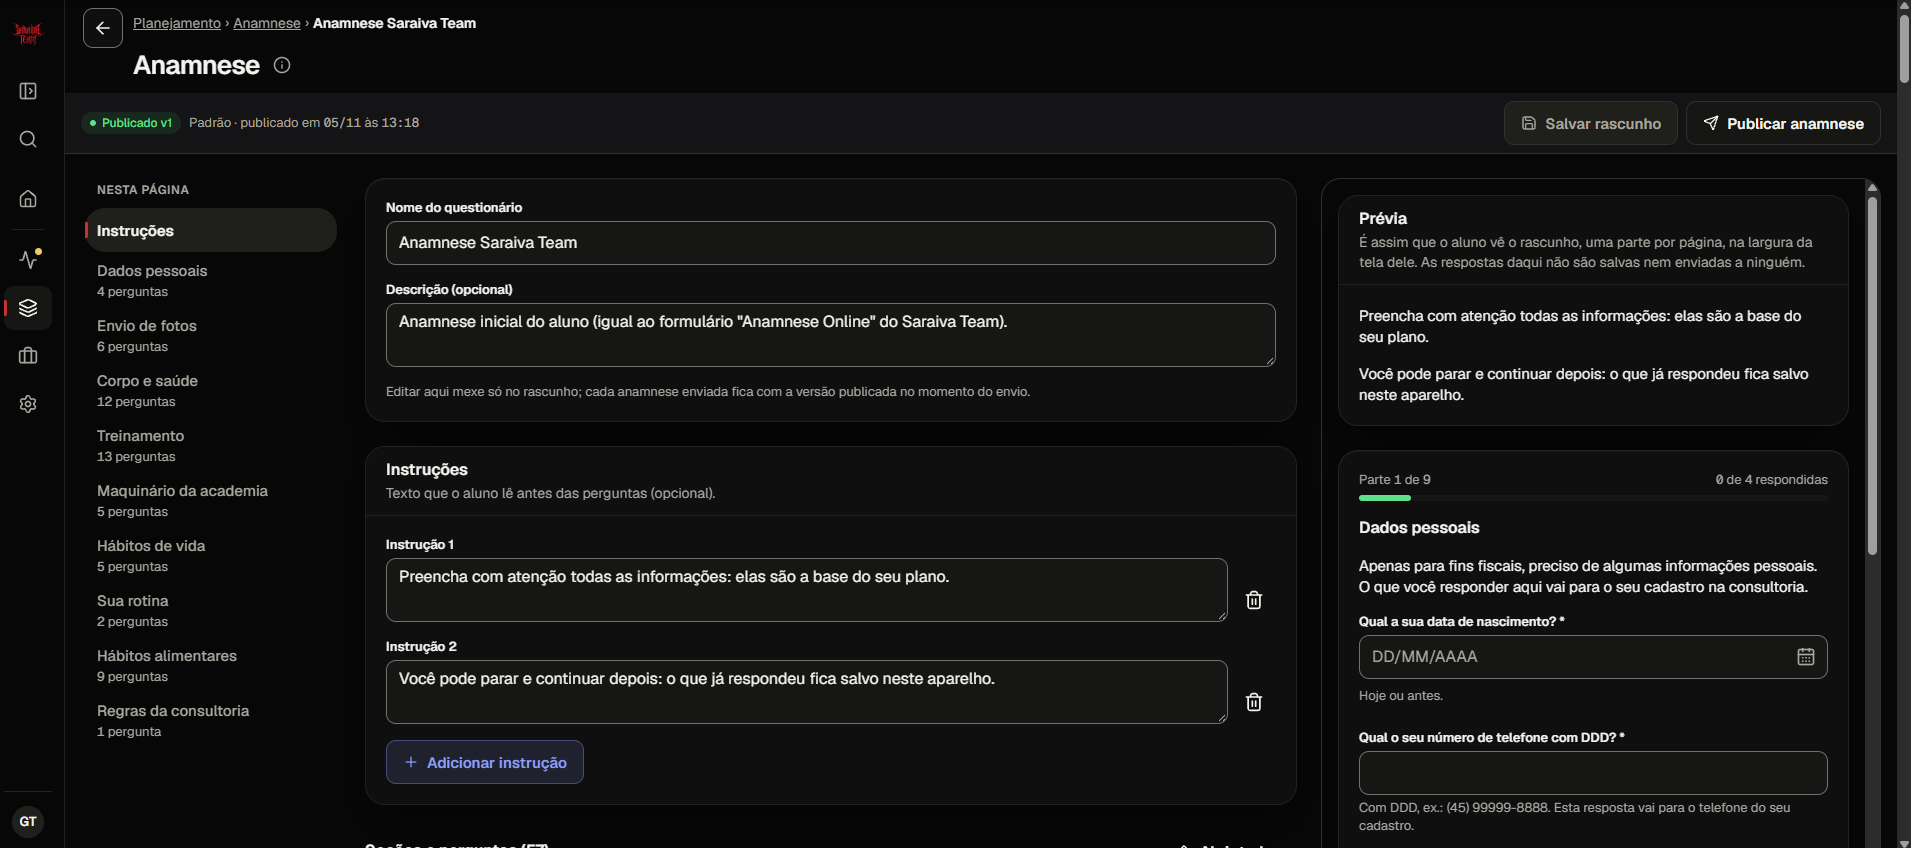 Planejamento › Anamnese › Anamnese Saraiva Team
Anamnese
Publicado v1
Padrão · publicado em 05/11 às 13:18
Salvar rascunho
Publicar anamnese
NESTA PÁGINA
Instruções
Dados pessoais
4 perguntas
Envio de fotos
6 perguntas
Corpo e saúde
12 perguntas
Treinamento
13 perguntas
Maquinário da academia
5 perguntas
Hábitos de vida
5 perguntas
Sua rotina
2 perguntas
Hábitos alimentares
9 perguntas
Regras da consultoria
1 pergunta
GT
Nome do questionário
Anamnese Saraiva Team
Descrição (opcional)
Anamnese inicial do aluno (igual ao formulário "Anamnese Online" do Saraiva Team).
Editar aqui mexe só no rascunho; cada anamnese enviada fica com a versão publicada no momento do envio.
Instruções
Texto que o aluno lê antes das perguntas (opcional).
Instrução 1
Preencha com atenção todas as informações: elas são a base do seu plano.
Instrução 2
Você pode parar e continuar depois: o que já respondeu fica salvo neste aparelho.
Adicionar instrução
Prévia
É assim que o aluno vê o rascunho, uma parte por página, na largura da
tela dele. As respostas daqui não são salvas nem enviadas a ninguém.
Preencha com atenção todas as informações: elas são a base do
seu plano.
Você pode parar e continuar depois: o que já respondeu fica salvo
neste aparelho.
Parte 1 de 9
0 de 4 respondidas
Dados pessoais
Apenas para fins fiscais, preciso de algumas informações pessoais.
O que você responder aqui vai para o seu cadastro na consultoria.
Qual a sua data de nascimento? *
DD/MM/AAAA
Hoje ou antes.
Qual o seu número de telefone com DDD? *
Com DDD, ex.: (45) 99999-8888. Esta resposta vai para o telefone do seu
cadastro.